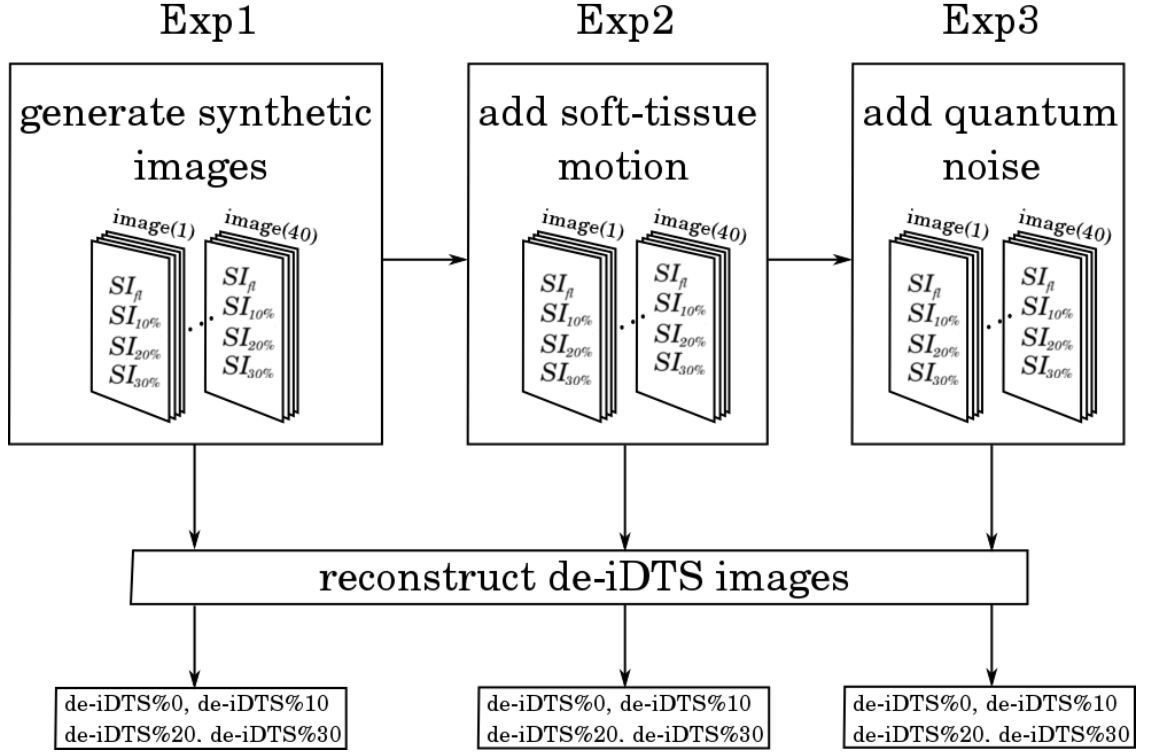 Exp1
generate synthetic
images
image(1)
image(40)
SI_fl
SI_10%
SI_20%
SI_30%
...
SI_fl
SI_10%
SI_20%
SI_30%
Exp2
add soft-tissue
motion
image(1)
image(40)
SI_fl
SI_10%
SI_20%
SI_30%
...
SI_fl
SI_10%
SI_20%
SI_30%
Exp3
add quantum
noise
image(1)
image(40)
SI_fl
SI_10%
SI_20%
SI_30%
...
SI_fl
SI_10%
SI_20%
SI_30%
reconstruct de-iDTS images
de-iDTS%0, de-iDTS%10
de-iDTS%20, de-iDTS%30
de-iDTS%0, de-iDTS%10
de-iDTS%20, de-iDTS%30
de-iDTS%0, de-iDTS%10
de-iDTS%20, de-iDTS%30